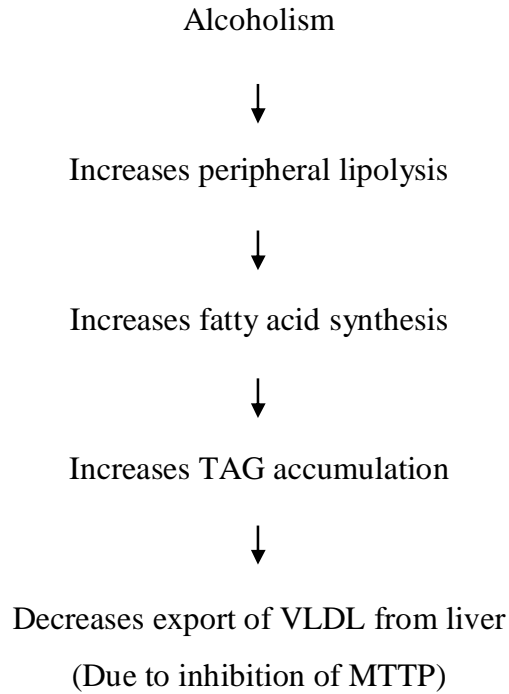 Alcoholism
Increases peripheral lipolysis
Increases fatty acid synthesis
Increases TAG accumulation
Decreases export of VLDL from liver
(Due to inhibition of MTTP)